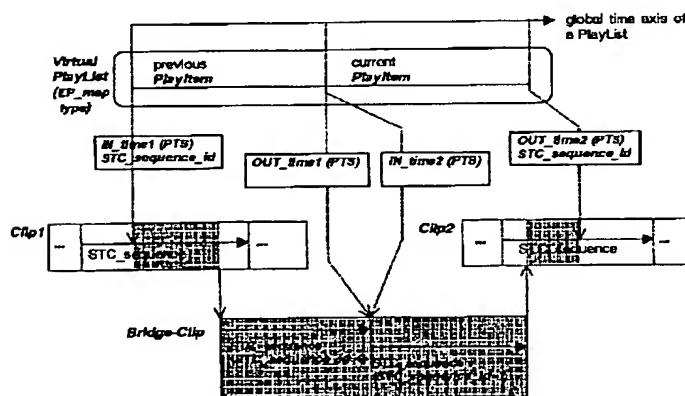 global time axis of
a PlayList
Virtual
PlayList
(EP_map
type)
previous
PlayItem
current
PlayItem
IN_time1 (PTS)
STC_sequence_id
OUT_time1 (PTS)
IN_time2 (PTS)
OUT_time2 (PTS)
STC_sequence_id
Clip1
...
STC_sequence
...
Clip2
...
STC_sequence
...
Bridge-Clip